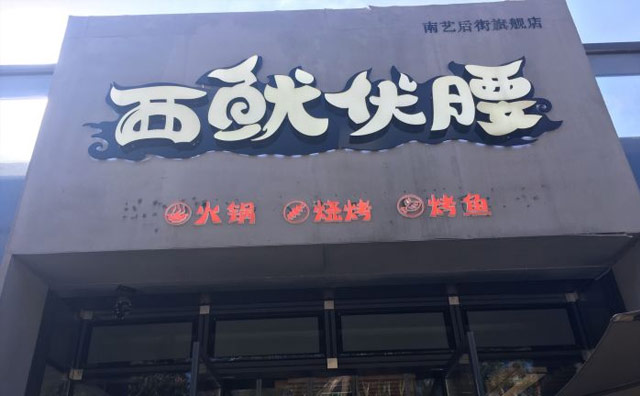 南艺后街旗舰店
西鱿伏腰
火锅 烧烤 烤鱼